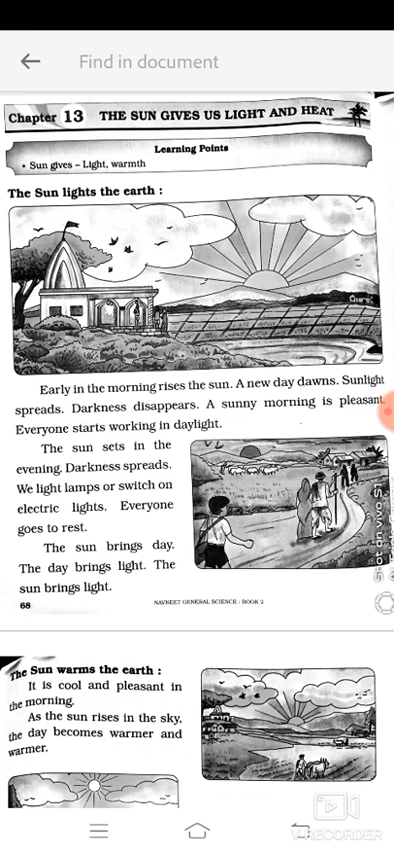 Find in document
Chapter 13 THE SUN GIVES US LIGHT AND HEAT
Learning Points
• Sun gives – Light, warmth
The Sun lights the earth :
Early in the morning rises the sun. A new day dawns. Sunlight
spreads. Darkness disappears. A sunny morning is pleasant.
Everyone starts working in daylight.
The sun sets in the
evening. Darkness spreads.
We light lamps or switch on
electric lights. Everyone
goes to rest.
The sun brings day.
The day brings light. The
sun brings light.
Shot on vivo S1
68
NAVNEET GENERAL SCIENCE : BOOK 2
The Sun warms the earth :
It is cool and pleasant in
the morning.
As the sun rises in the sky,
the day becomes warmer and
warmer.
V RECORDER